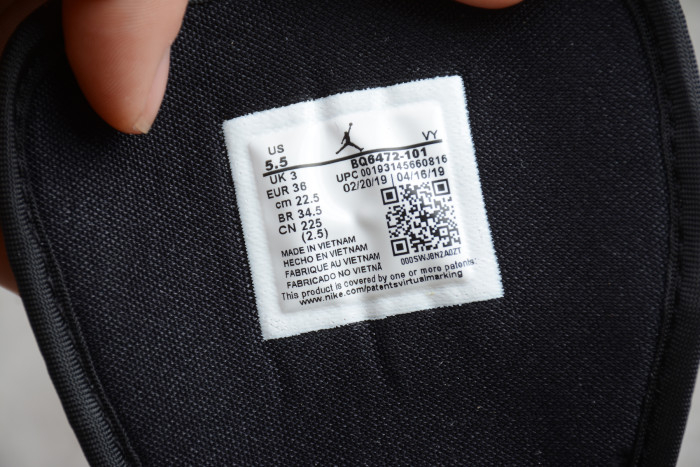 US
5.5
UK 3
EUR 36
cm 22.5
BR 34.5
CN 225
(2.5)
VY
BQ6472-101
UPC 00193145660816
02/20/19 | 04/16/19
000SWJBN2A0ZT
MADE IN VIETNAM
HECHO EN VIETNAM
FABRIQUE AU VIETNAM
FABRICADO NO VIETNÃ
This product is covered by one or more patents:
www.nike.com/patentsvirtualmarking